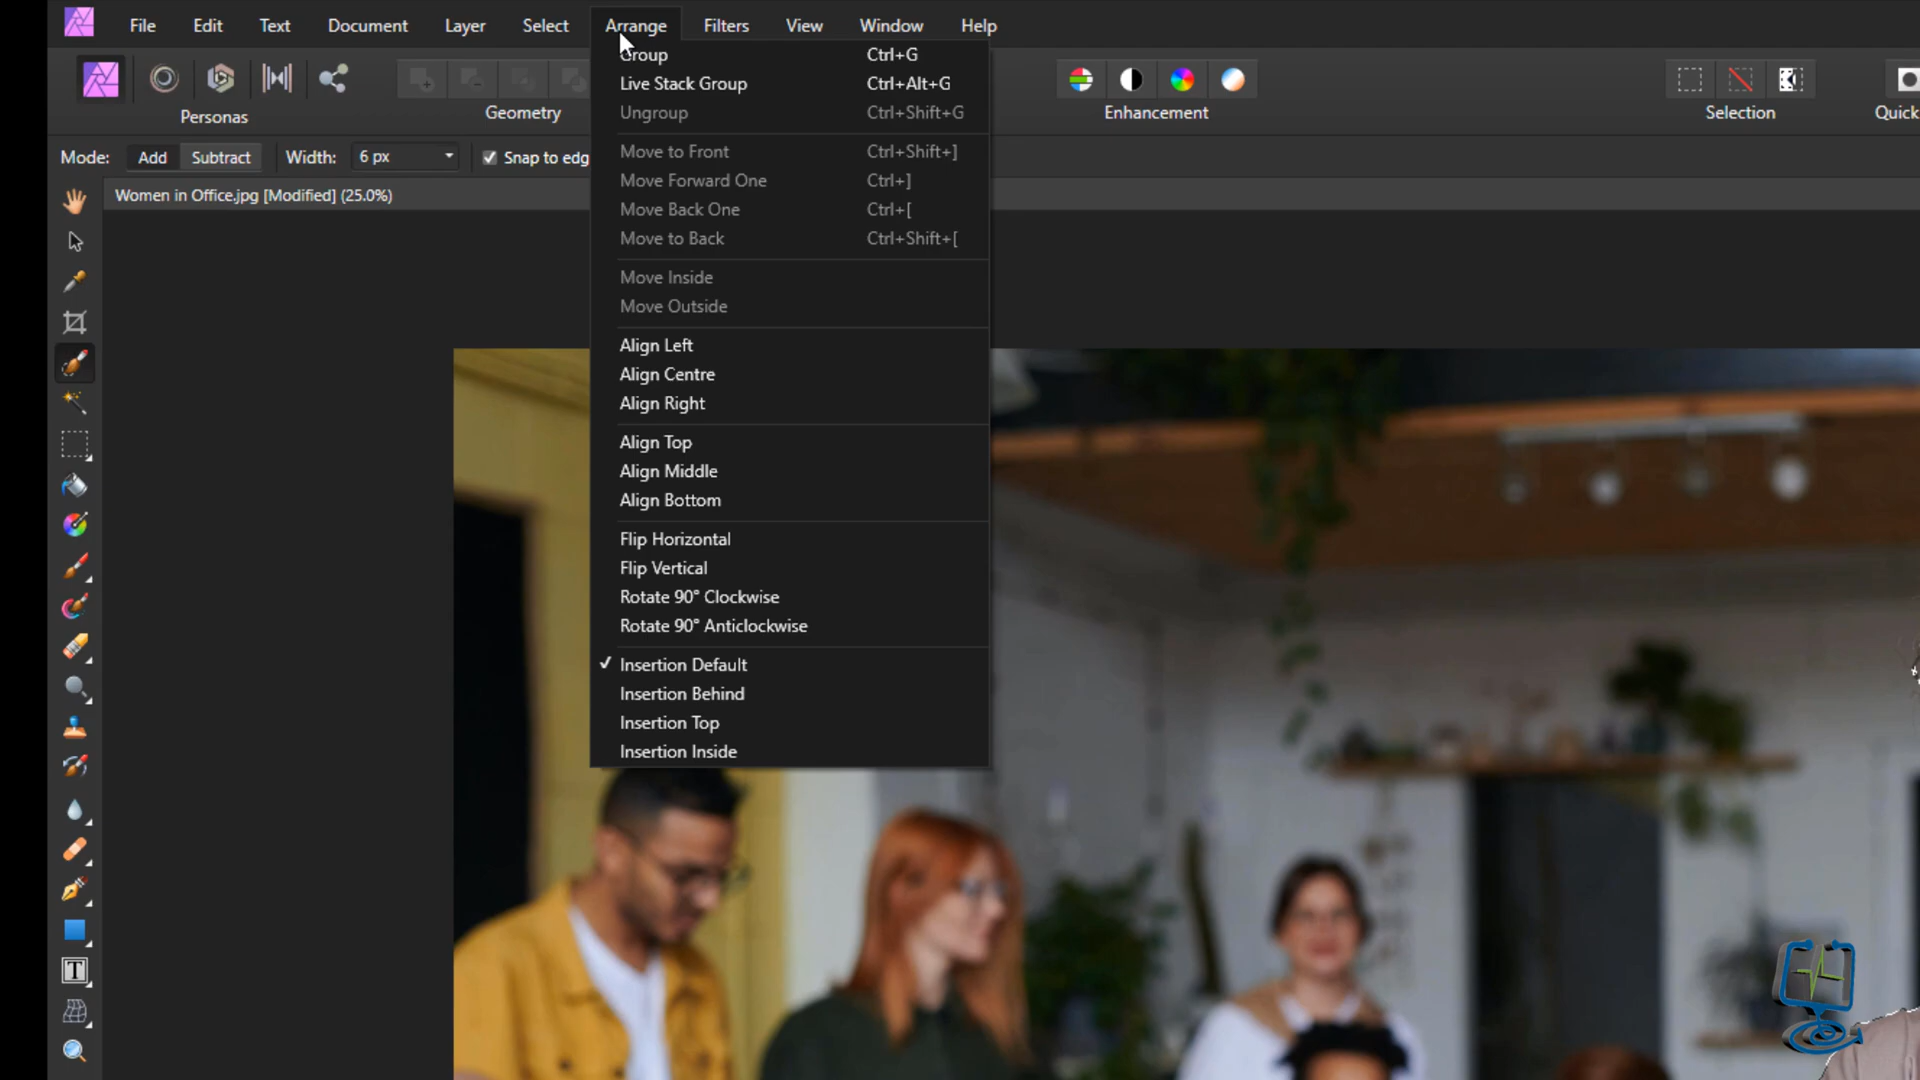 File Edit Text Document Layer Select Arrange Filters View Window Help
Personas Geometry Enhancement Selection Quick
Mode: Add Subtract Width: 6 px Snap to edg
Women in Office.jpg [Modified] (25.0%)
Group Ctrl+G
Live Stack Group Ctrl+Alt+G
Ungroup Ctrl+Shift+G
Move to Front Ctrl+Shift+]
Move Forward One Ctrl+]
Move Back One Ctrl+[
Move to Back Ctrl+Shift+[
Move Inside
Move Outside
Align Left
Align Centre
Align Right
Align Top
Align Middle
Align Bottom
Flip Horizontal
Flip Vertical
Rotate 90° Clockwise
Rotate 90° Anticlockwise
Insertion Default
Insertion Behind
Insertion Top
Insertion Inside
T